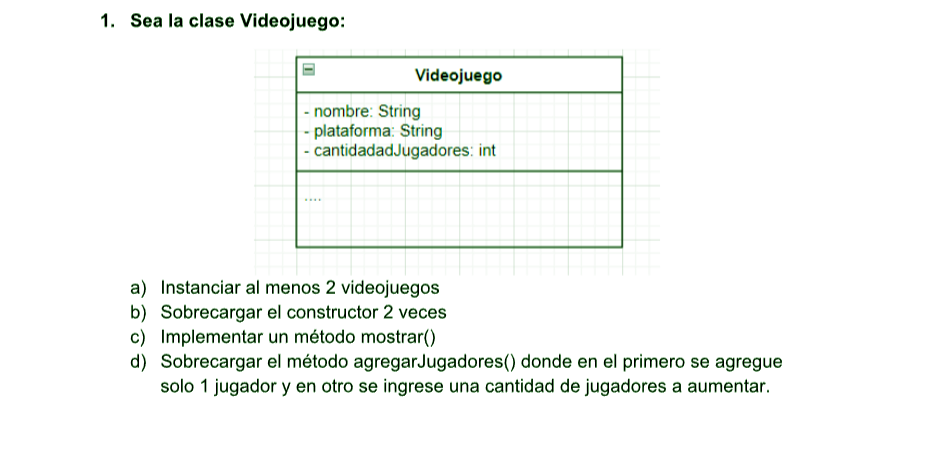 1. Sea la clase Videojuego:
Videojuego
- nombre: String
- plataforma: String
- cantidadadJugadores: int
....
a) Instanciar al menos 2 videojuegos
b) Sobrecargar el constructor 2 veces
c) Implementar un método mostrar()
d) Sobrecargar el método agregarJugadores() donde en el primero se agregue
solo 1 jugador y en otro se ingrese una cantidad de jugadores a aumentar.